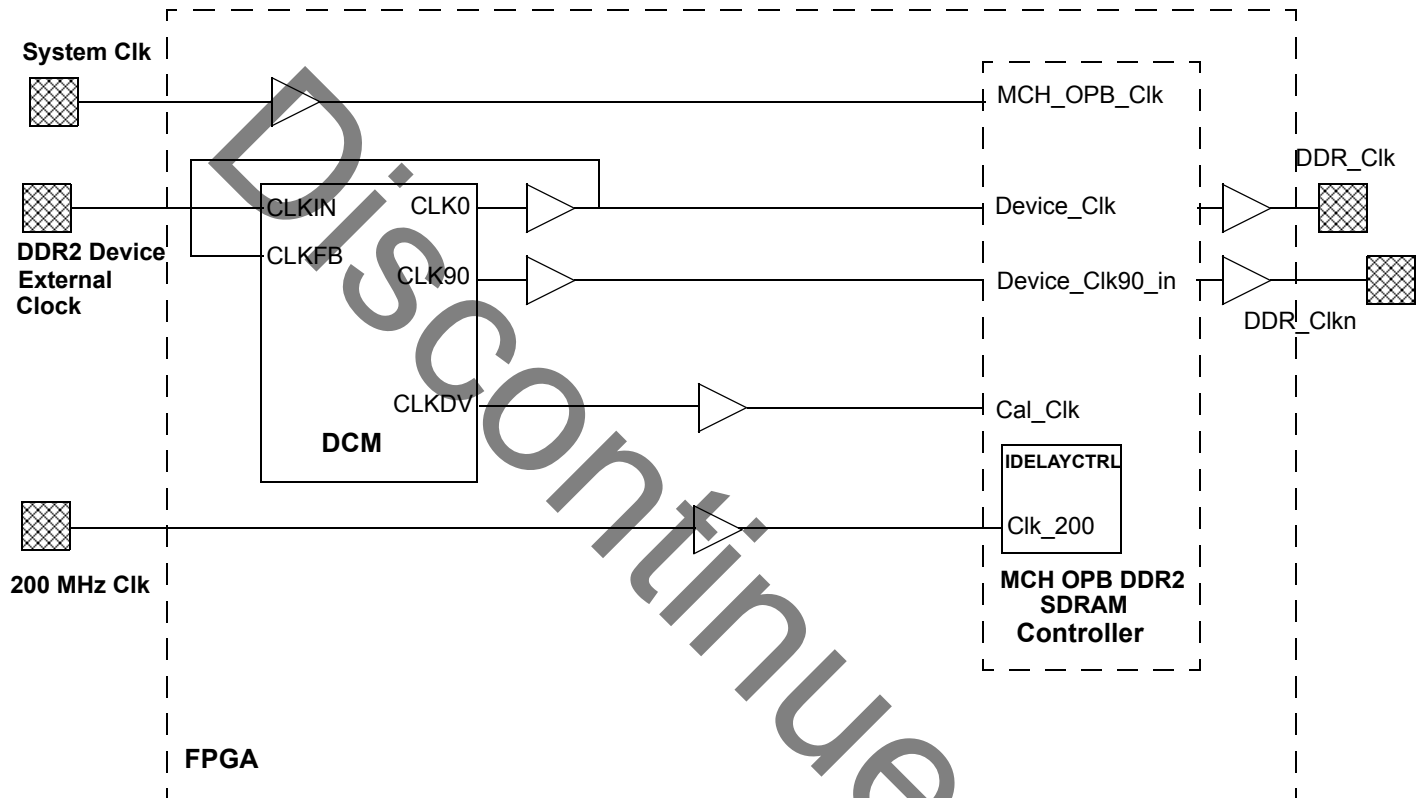 System Clk
MCH_OPB_Clk
DDR_Clk
CLKIN
CLK0
Device_Clk
DDR2 Device
External
Clock
CLKFB
CLK90
Device_Clk90_in
DDR_Clkn
CLKDV
Cal_Clk
DCM
IDELAYCTRL
Clk_200
200 MHz Clk
MCH OPB DDR2
SDRAM
Controller
FPGA
Discontinue